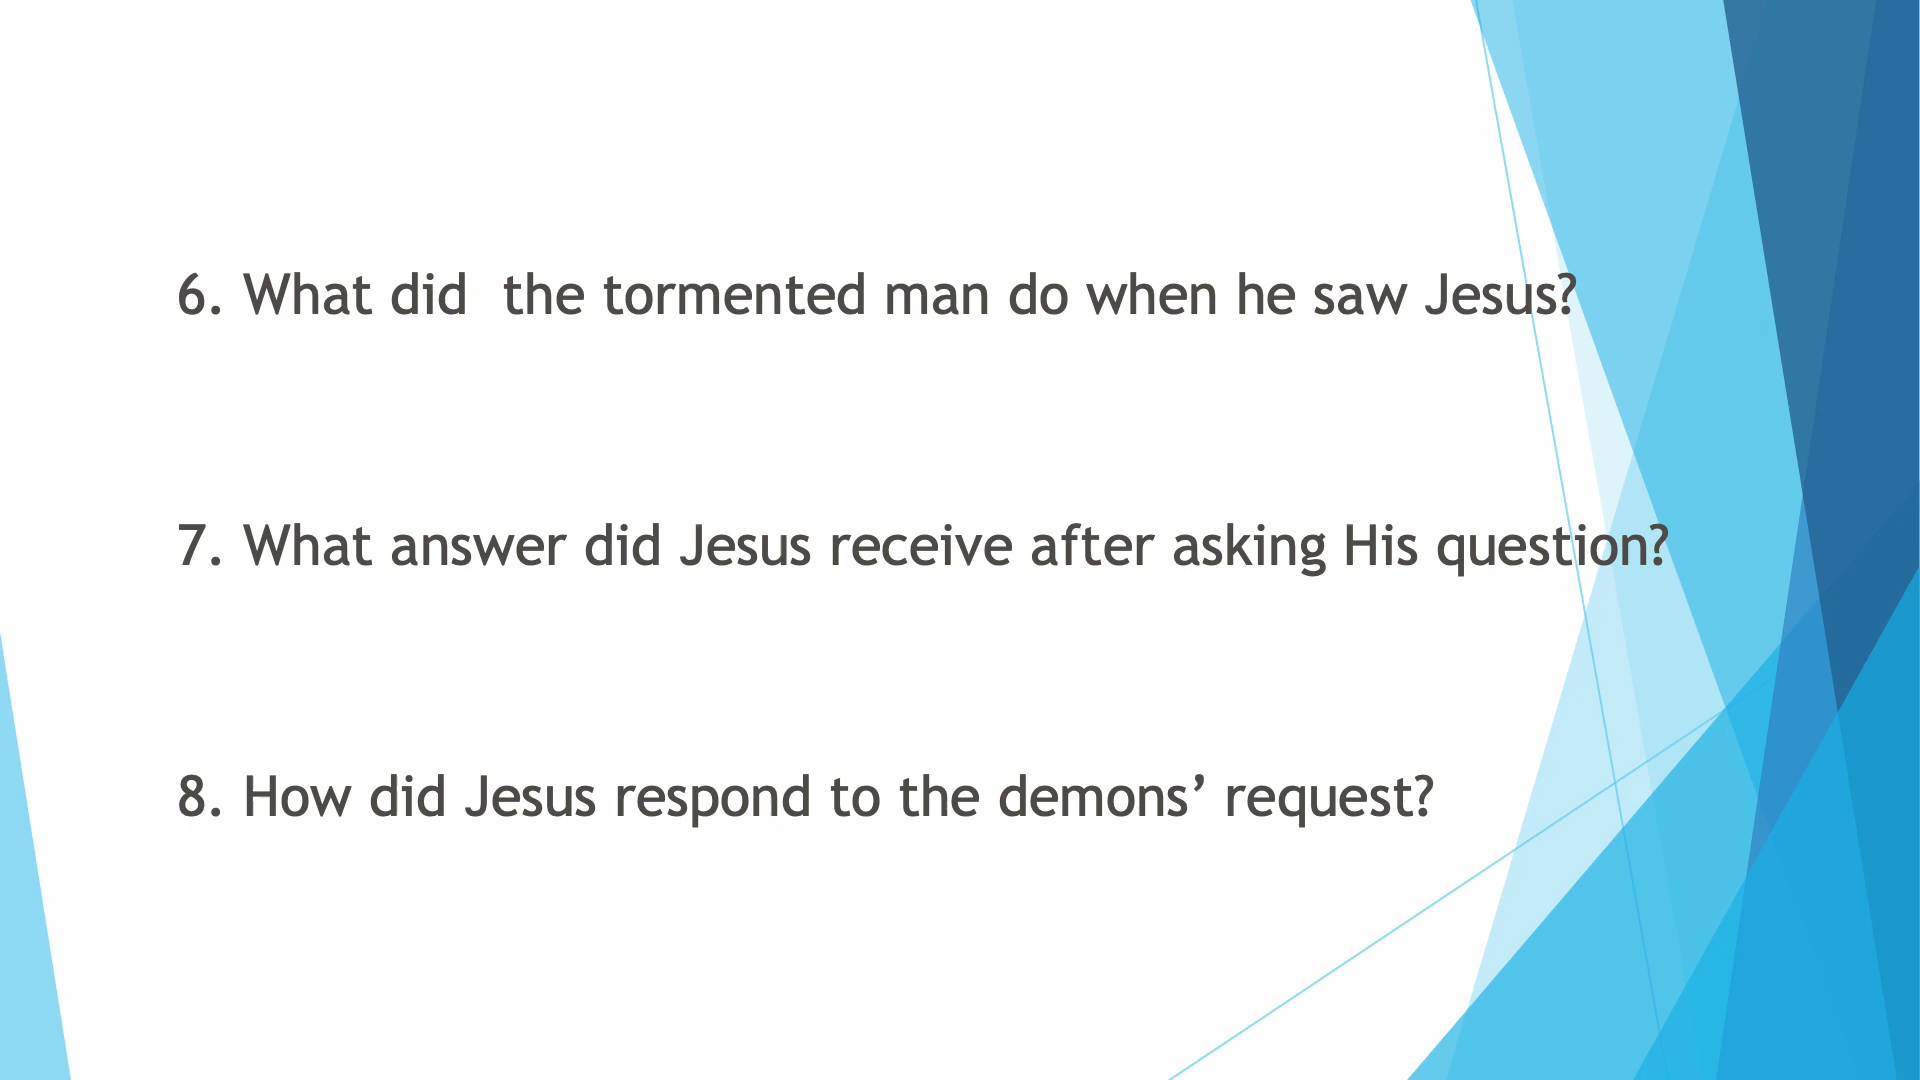 6. What did  the tormented man do when he saw Jesus?
7. What answer did Jesus receive after asking His question?
8. How did Jesus respond to the demons’ request?